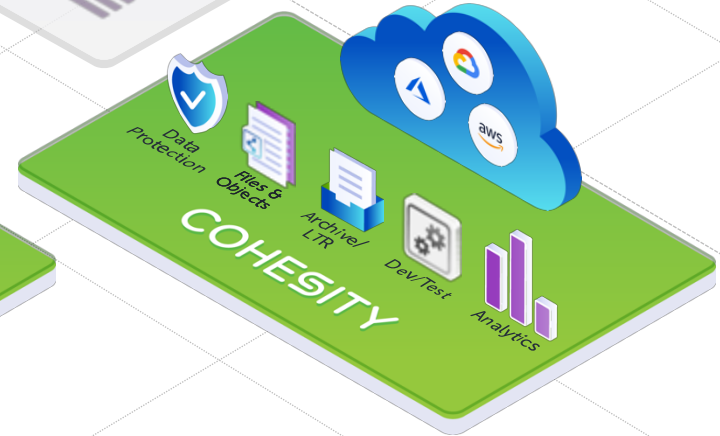 aws
Data
Protection
Files &
Objects
Archive/
LTR
Dev/Test
Analytics
COHESITY